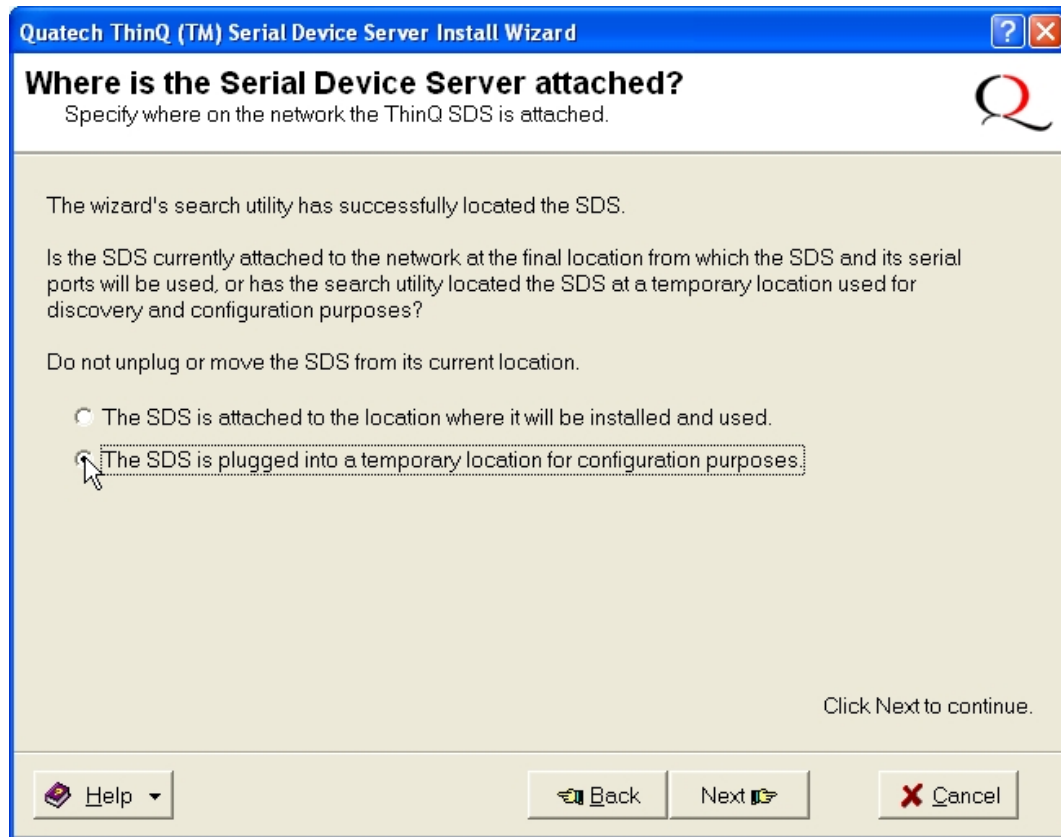 Quatech ThinQ (TM) Serial Device Server Install Wizard
Where is the Serial Device Server attached?
Specify where on the network the ThinQ SDS is attached.
The wizard's search utility has successfully located the SDS.
Is the SDS currently attached to the network at the final location from which the SDS and its serial
ports will be used, or has the search utility located the SDS at a temporary location used for
discovery and configuration purposes?
Do not unplug or move the SDS from its current location.
The SDS is attached to the location where it will be installed and used.
The SDS is plugged into a temporary location for configuration purposes.
Click Next to continue.
Help
Back
Next
Cancel